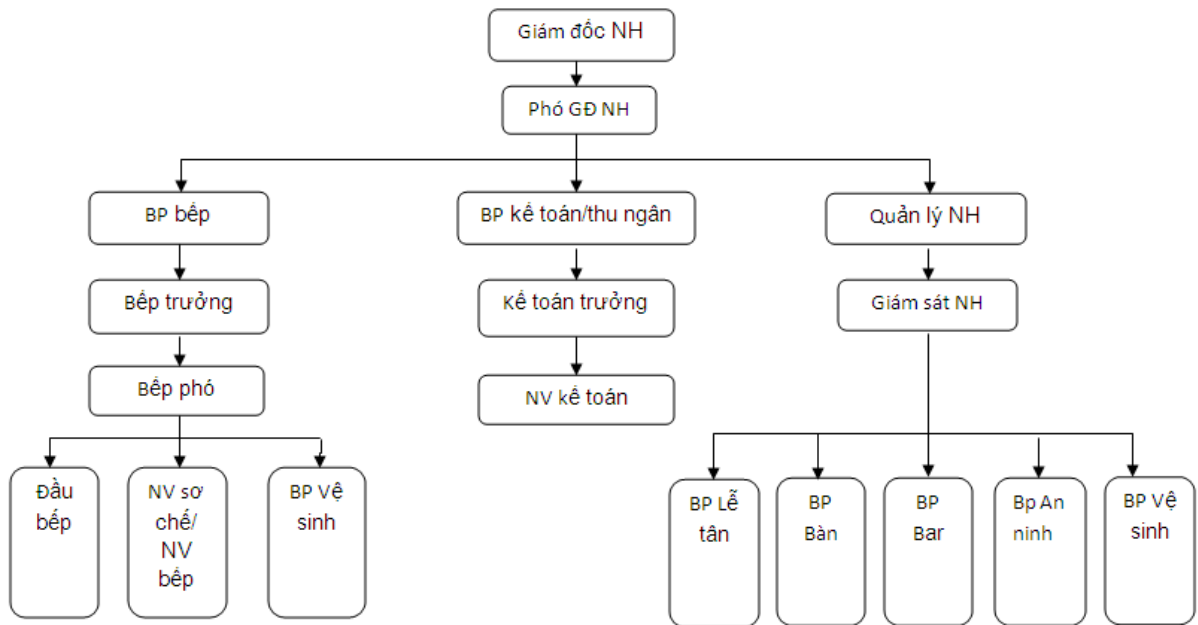 Giám đốc NH
Phó GĐ NH
BP bếp
BP kế toán/thu ngân
Quản lý NH
Bếp trưởng
Kế toán trưởng
Giám sát NH
Bếp phó
NV kế toán
Đầu
bếp
NV sơ
chế/
NV
bếp
BP Vệ
sinh
BP Lễ
tân
BP
Bàn
BP
Bar
Bp An
ninh
BP Vệ
sinh